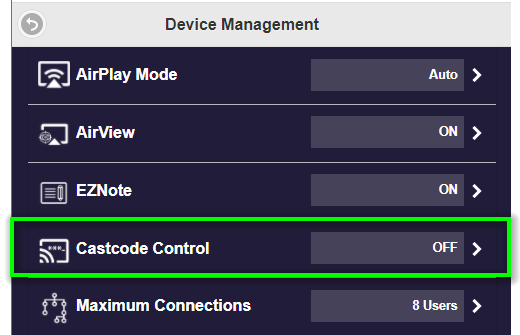 Device Management
AirPlay Mode Auto
AirView ON
EZNote ON
Castcode Control OFF
Maximum Connections 8 Users